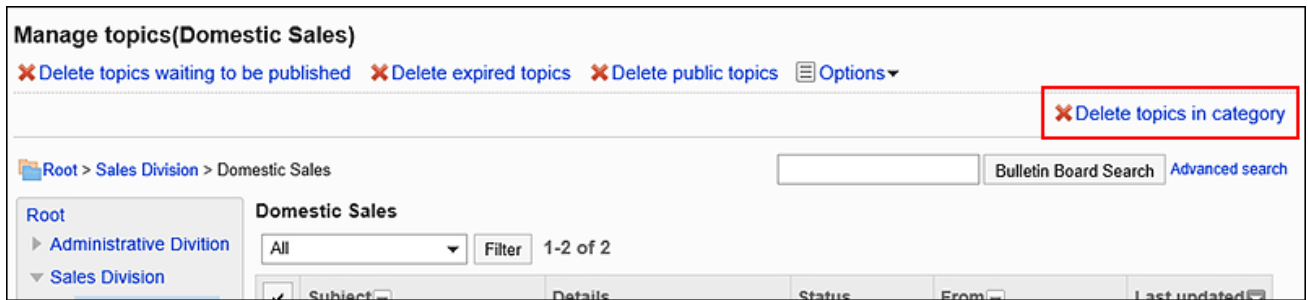 Manage topics(Domestic Sales)
Delete topics waiting to be published Delete expired topics Delete public topics Options
Delete topics in category
Root > Sales Division > Domestic Sales Bulletin Board Search Advanced search
Root
Administrative Divition
Sales Division
Domestic Sales
All Filter 1-2 of 2
Subject Details Status From Last updated